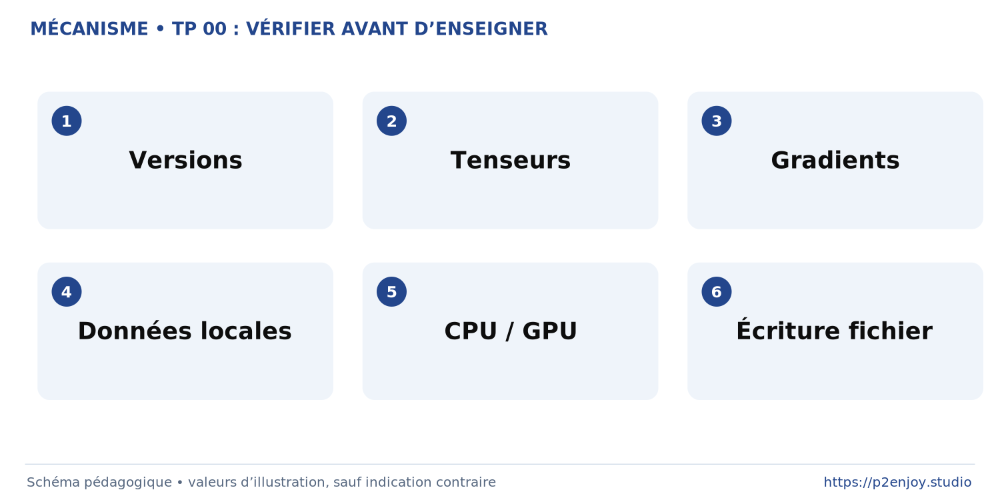 MÉCANISME • TP 00 : VÉRIFIER AVANT D’ENSEIGNER
1
Versions
2
Tenseurs
3
Gradients
4
Données locales
5
CPU / GPU
6
Écriture fichier
Schéma pédagogique • valeurs d’illustration, sauf indication contraire
https://p2enjoy.studio